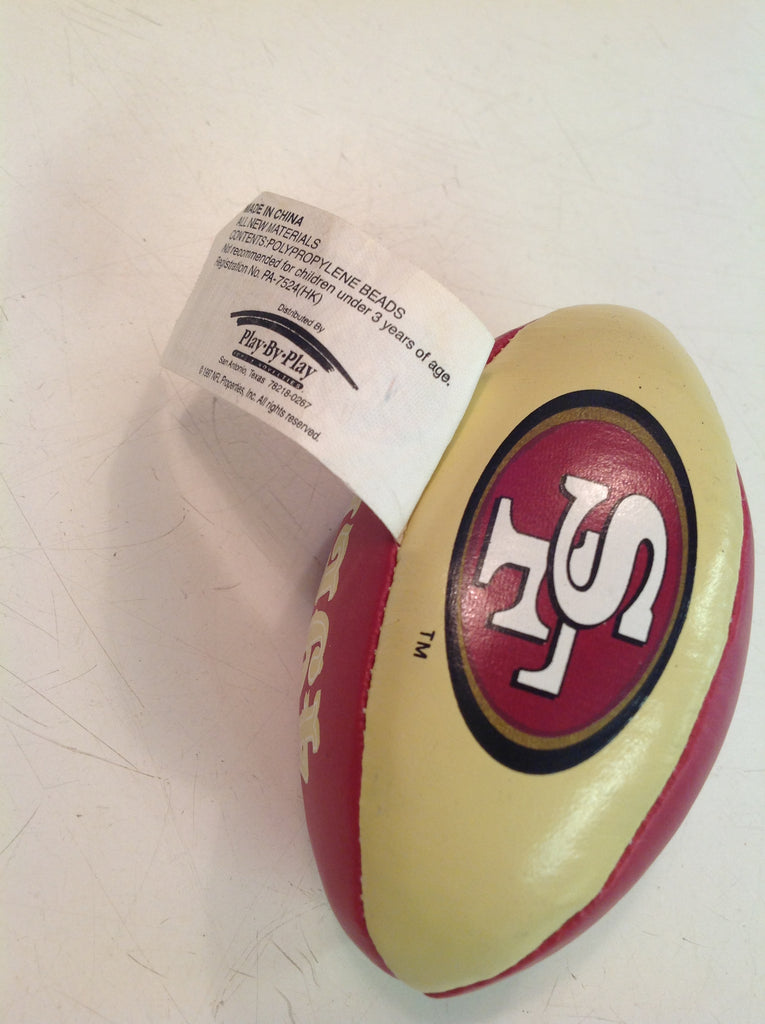 MADE IN CHINA
ALL NEW MATERIALS
CONTENTS:POLYPROPYLENE BEADS
Not recommended for children under 3 years of age.
Registration No. PA-7524(HK)
Distributed By
Play·By·Play
San Antonio, Texas 78218-0267
©1997 NFL Properties, Inc. All rights reserved.
SF
TM